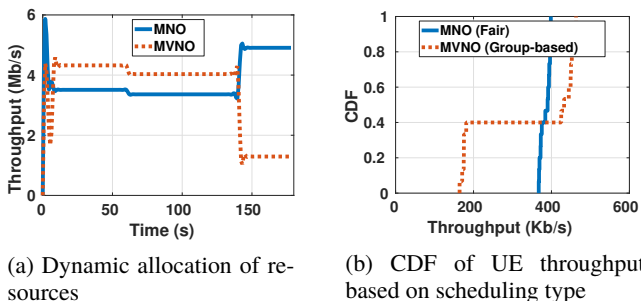 6
4
2
0
Throughput (Mb/s)
MNO
MVNO
0 50 100 150
Time (s)
1
0.8
0.6
0.4
0.2
0
CDF
MNO (Fair)
MVNO (Group-based)
0 200 400 600
Throughput (Kb/s)
(a) Dynamic allocation of re-
sources
(b) CDF of UE throughput
based on scheduling type